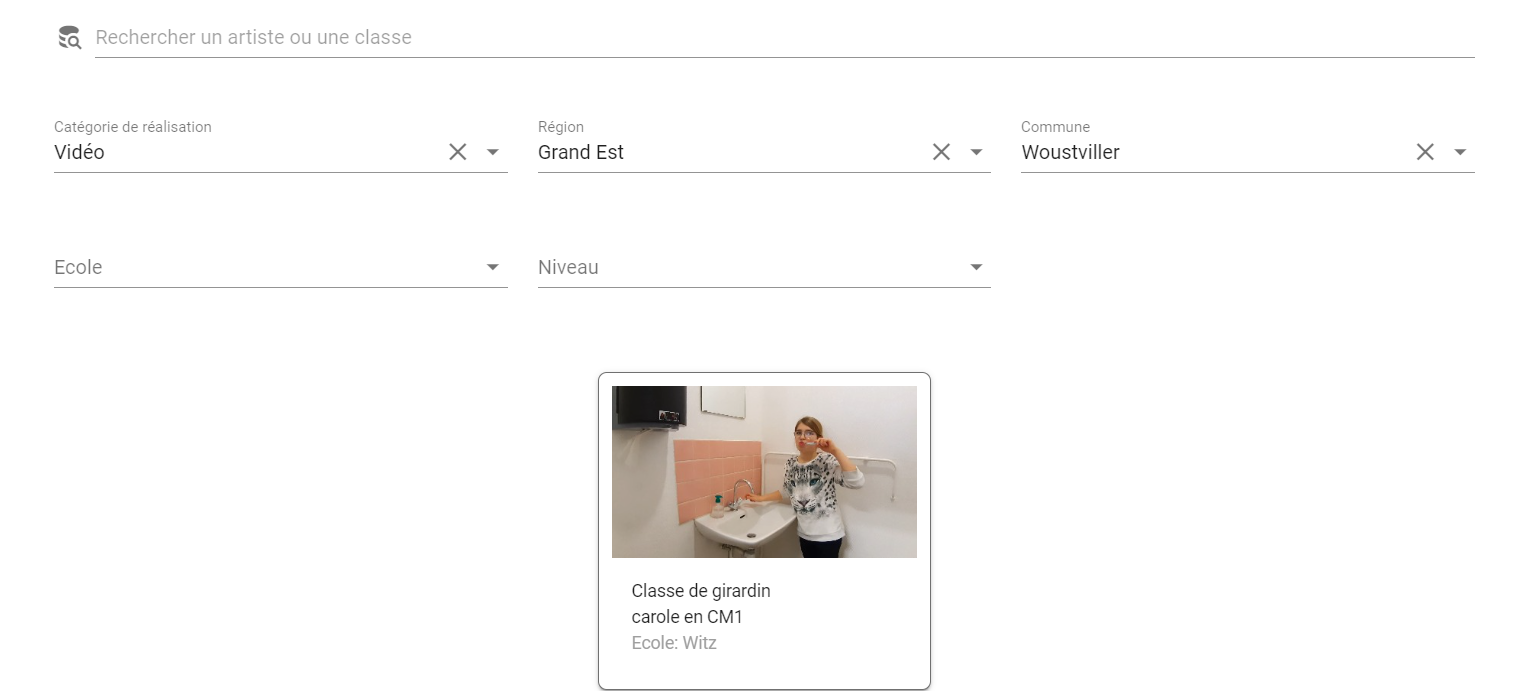 Rechercher un artiste ou une classe
Catégorie de réalisation
Vidéo
Région
Grand Est
Commune
Woustviller
Ecole
Niveau
Classe de girardin
carole en CM1
Ecole: Witz